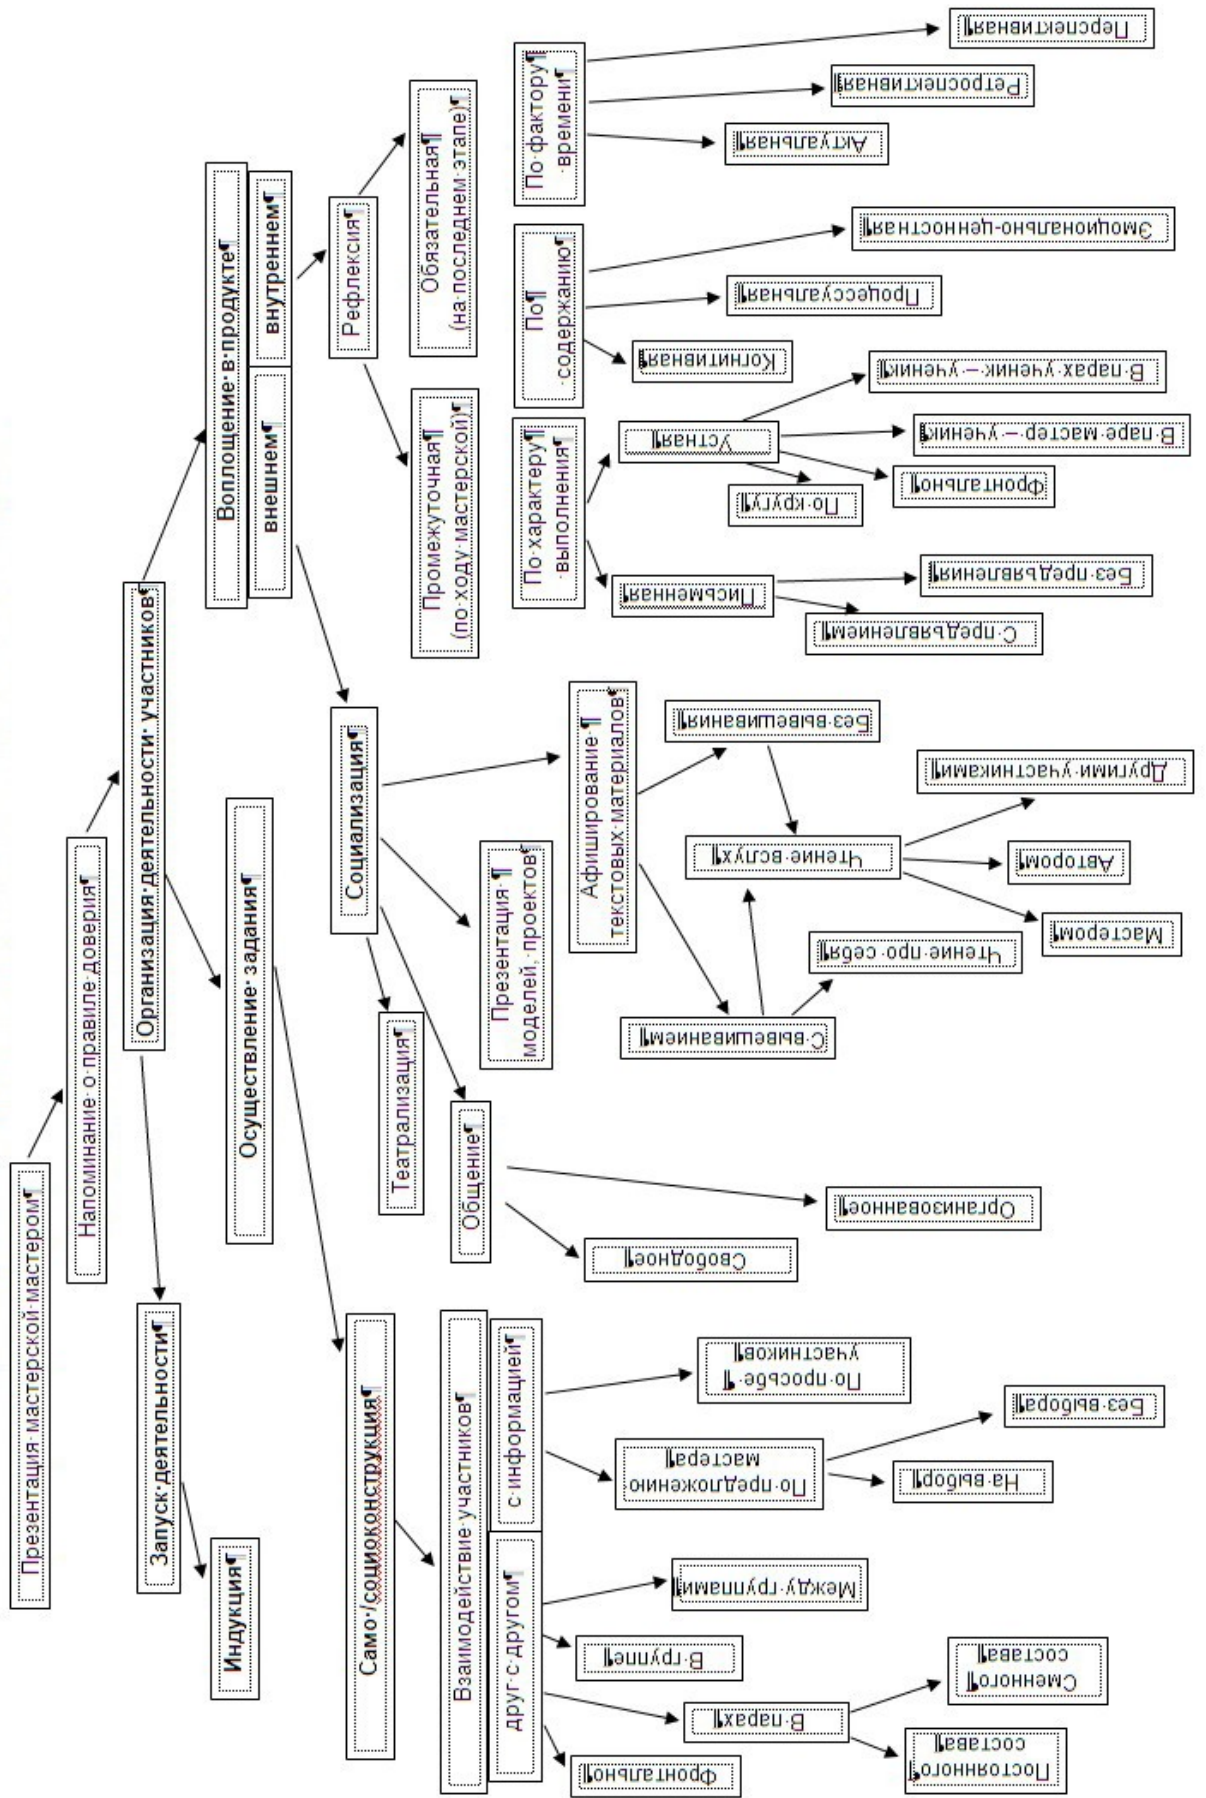 Презентация мастерской мастером
Напоминание о правиле доверия
Организация деятельности участников
Запуск деятельности
Индукция
Осуществление задания
Само-/социоконструкция
Взаимодействие участников
друг с другом
с информацией
Фронтально
В парах
Постоянного
состава
Сменного
состава
В группе
Между группами
По предложению
мастера
На выбор
Без выбора
По просьбе
участников
Воплощение в продукте
внешнем
внутреннем
Социализация
Театрализация
Общение
Свободное
Организованное
Презентация
моделей, проектов
Афиширование
текстовых материалов
С вывешиванием
Без вывешивания
Чтение про себя
Чтение вслух
Мастером
Автором
Другими участниками
Рефлексия
Промежуточная
(по ходу мастерской)
Обязательная
(на последнем этапе)
По характеру
выполнения
Письменная
С предъявлением
Без предъявления
Устная
По кругу
Фронтально
В паре мастер – ученик
В парах ученик – ученик
По
содержанию
Когнитивная
Процессуальная
Эмоционально-ценностная
По фактору
времени
Актуальная
Ретроспективная
Перспективная